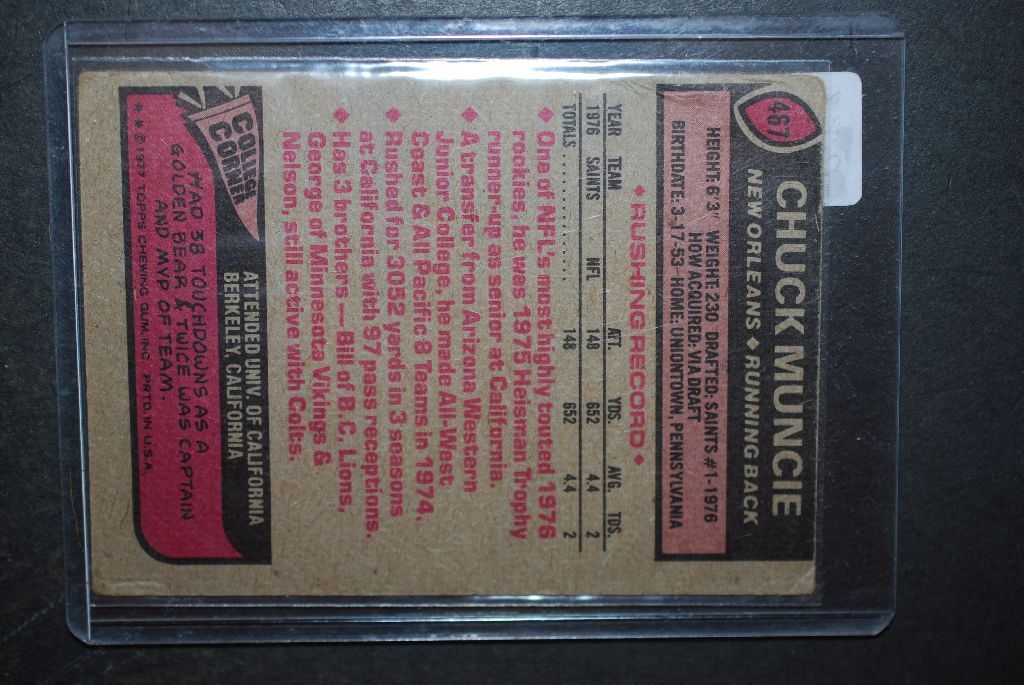 467
CHUCK MUNCIE
NEW ORLEANS ♦ RUNNING BACK
HEIGHT: 6'3" WEIGHT: 230 DRAFTED: SAINTS #1-1976
HOW ACQUIRED: VIA DRAFT
BIRTHDATE: 3-17-53 HOME: UNIONTOWN, PENNSYLVANIA
♦ RUSHING RECORD ♦
YEAR TEAM ATT. YDS. AVG. TDS.
1976 SAINTS NFL 149 652 4.4 2
TOTALS .......... 149 652 4.4 2
♦ One of NFL's most highly touted 1976
rookies, he was 1975 Heisman Trophy
runner-up as senior at California.
♦ A transfer from Arizona Western
Junior College, he made All-West
Coast & All Pacific-8 Teams in 1974.
♦ Rushed for 3052 yards in 3 seasons
at California with 97 pass receptions.
♦ Has 3 brothers — Bill of B.C. Lions,
George of Minnesota Vikings &
Nelson, still active with Colts.
COLLEGE
CORNER
ATTENDED UNIV. OF CALIFORNIA
BERKELEY, CALIFORNIA
HAD 38 TOUCHDOWNS AS A
GOLDEN BEAR & TWICE WAS CAPTAIN
AND MVP OF TEAM.
* * © 1977 TOPPS CHEWING GUM, INC. PRTD. IN U.S.A.